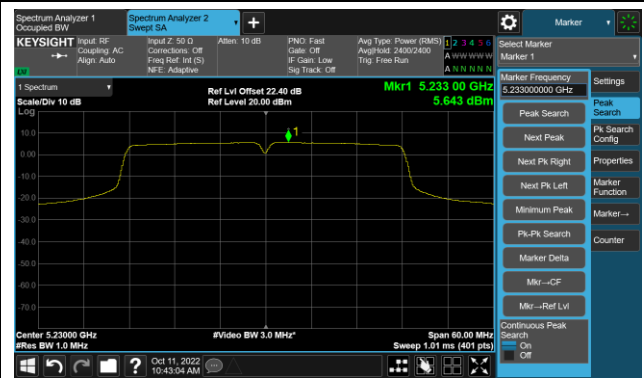 Spectrum Analyzer 1
Occupied BW
Spectrum Analyzer 2
Swept SA
Marker
KEYSIGHT
Input: RF
Coupling: AC
Align: Auto
Input Z: 50 Ω
Corrections: Off
Freq Ref: Int (S)
NFE: Adaptive
Atten: 10 dB
PNO: Fast
Gate: Off
IF Gain: Low
Sig Track: Off
Avg Type: Power (RMS)
Avg|Hold: 2400/2400
Trig: Free Run
1 2 3 4 5 6
A W W W W W
A N N N N N
LXI
Select Marker
Marker 1
1 Spectrum
Scale/Div 10 dB
Log
Ref Lvl Offset 22.40 dB
Ref Level 20.00 dBm
Mkr1 5.233 00 GHz
5.643 dBm
10.0
0.00
-10.0
-20.0
-30.0
-40.0
-50.0
-60.0
-70.0
1
Center 5.23000 GHz
#Res BW 1.0 MHz
#Video BW 3.0 MHz*
Span 60.00 MHz
Sweep 1.01 ms (401 pts)
Marker Frequency
5.233000000 GHz
Peak Search
Next Peak
Next Pk Right
Next Pk Left
Minimum Peak
Pk-Pk Search
Marker Delta
Mkr→CF
Mkr→Ref Lvl
Continuous Peak
Search
On
Off
Settings
Peak
Search
Pk Search
Config
Properties
Marker
Function
Marker→
Counter
Oct 11, 2022
10:43:04 AM